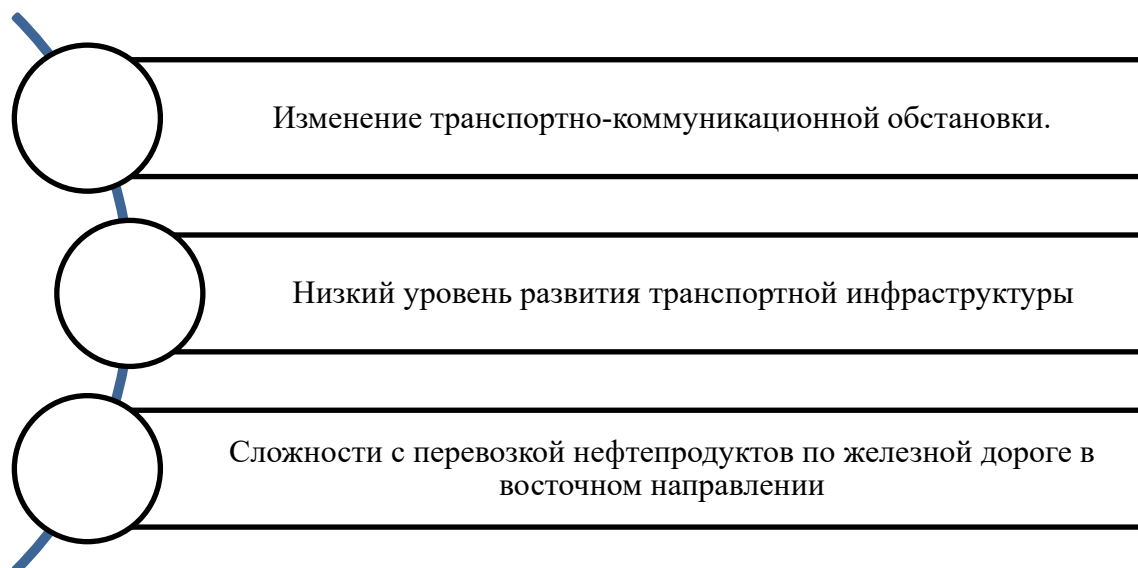 Изменение транспортно-коммуникационной обстановки.
Низкий уровень развития транспортной инфраструктуры
Сложности с перевозкой нефтепродуктов по железной дороге в
восточном направлении